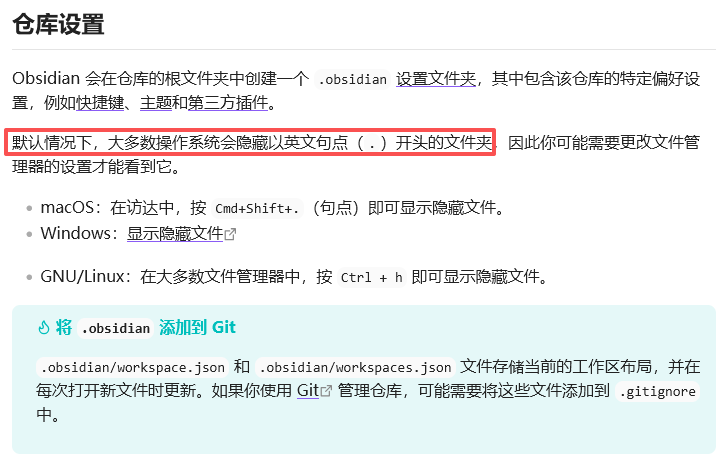 仓库设置
Obsidian 会在仓库的根文件夹中创建一个 .obsidian 设置文件夹，其中包含该仓库的特定偏好设
置，例如快捷键、主题和第三方插件。
默认情况下，大多数操作系统会隐藏以英文句点（ . ）开头的文件夹，因此你可能需要更改文件管
理器的设置才能看到它。
• macOS：在访达中，按 Cmd+Shift+. （句点）即可显示隐藏文件。
• Windows：显示隐藏文件
• GNU/Linux：在大多数文件管理器中，按 Ctrl + h 即可显示隐藏文件。
将 .obsidian 添加到 Git
.obsidian/workspace.json 和 .obsidian/workspaces.json 文件存储当前的工作区布局，并在
每次打开新文件时更新。如果你使用 Git 管理仓库，可能需要将这些文件添加到 .gitignore
中。